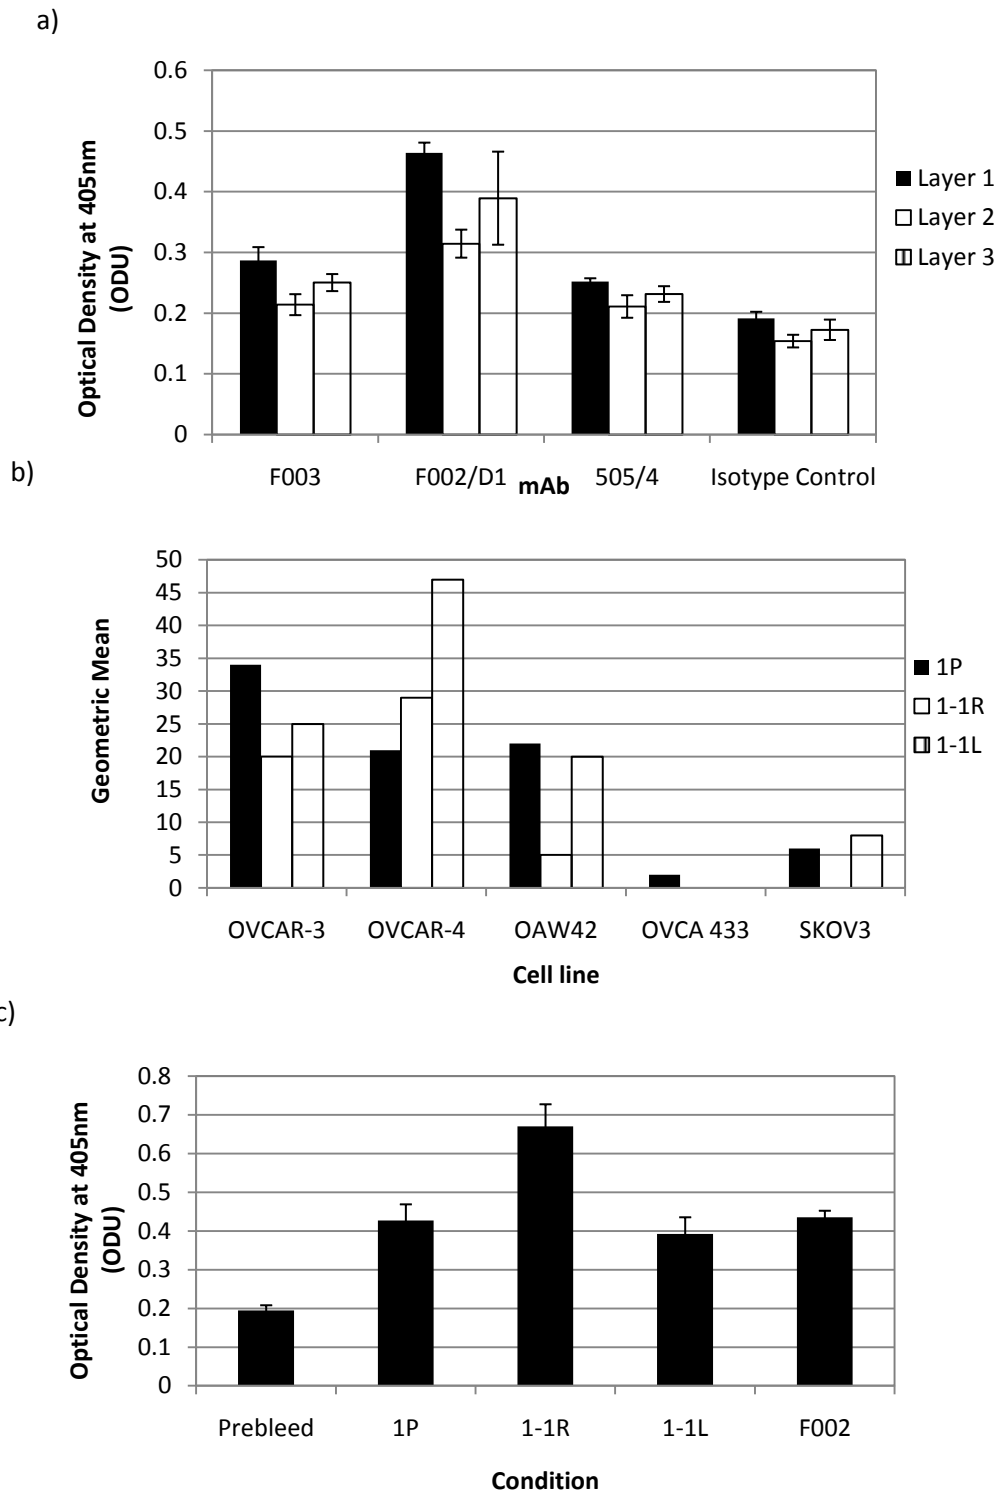 a)
0.6
0.5
0.4
0.3
0.2
0.1
0
Optical Density at 405nm
(ODU)
F003 F002/D1 505/4 Isotype Control
mAb
Layer 1
Layer 2
Layer 3
b)
50
45
40
35
30
25
20
15
10
5
0
Geometric Mean
OVCAR-3 OVCAR-4 OAW42 OVCA 433 SKOV3
Cell line
1P
1-1R
1-1L
c)
0.8
0.7
0.6
0.5
0.4
0.3
0.2
0.1
0
Optical Density at 405nm
(ODU)
Prebleed 1P 1-1R 1-1L F002
Condition